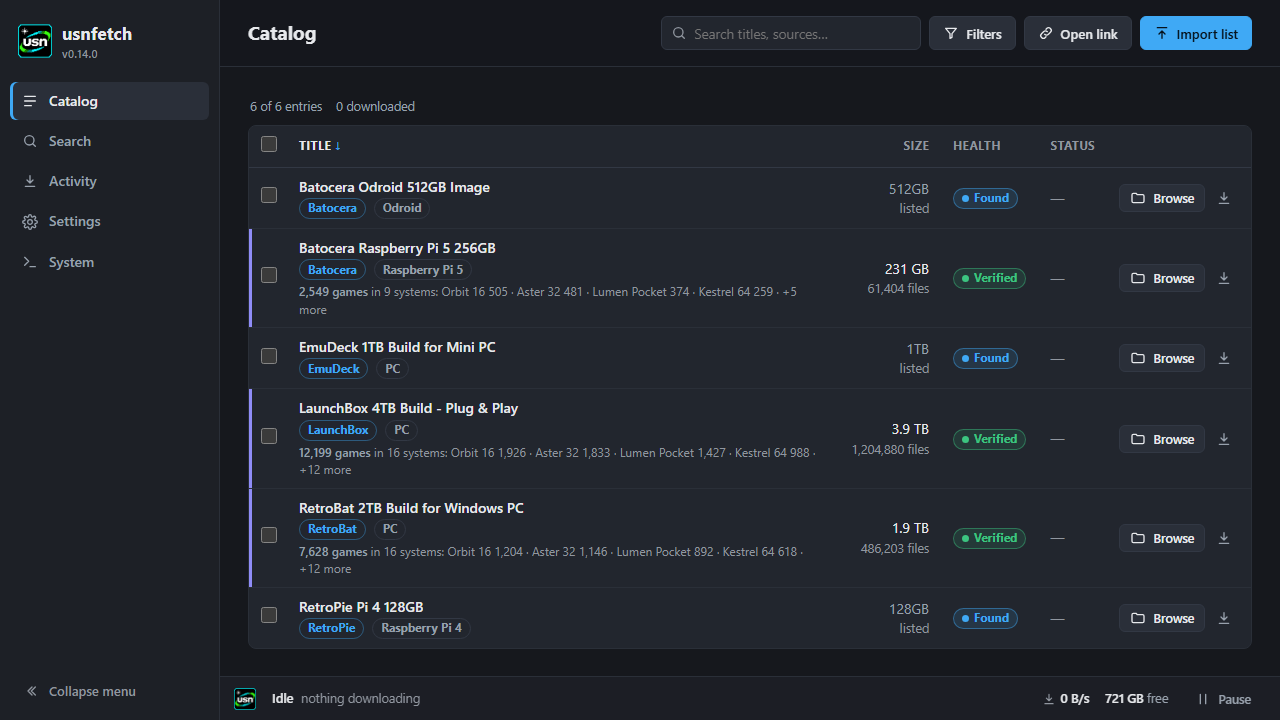 usn
usnfetch
v0.14.0
Catalog
Search
Activity
Settings
System
Collapse menu
Catalog
Search titles, sources...
Filters
Open link
Import list
6 of 6 entries 0 downloaded
TITLE ↓ SIZE HEALTH STATUS
Batocera Odroid 512GB Image
Batocera Odroid
512GB
listed
Found
—
Browse
Batocera Raspberry Pi 5 256GB
Batocera Raspberry Pi 5
2,549 games in 9 systems: Orbit 16 505 · Aster 32 481 · Lumen Pocket 374 · Kestrel 64 259 · +5
more
231 GB
61,404 files
Verified
—
Browse
EmuDeck 1TB Build for Mini PC
EmuDeck PC
1TB
listed
Found
—
Browse
LaunchBox 4TB Build - Plug & Play
LaunchBox PC
12,199 games in 16 systems: Orbit 16 1,926 · Aster 32 1,833 · Lumen Pocket 1,427 · Kestrel 64 988 ·
+12 more
3.9 TB
1,204,880 files
Verified
—
Browse
RetroBat 2TB Build for Windows PC
RetroBat PC
7,628 games in 16 systems: Orbit 16 1,204 · Aster 32 1,146 · Lumen Pocket 892 · Kestrel 64 618 ·
+12 more
1.9 TB
486,203 files
Verified
—
Browse
RetroPie Pi 4 128GB
RetroPie Raspberry Pi 4
128GB
listed
Found
—
Browse
usn
Idle nothing downloading
0 B/s 721 GB free Pause